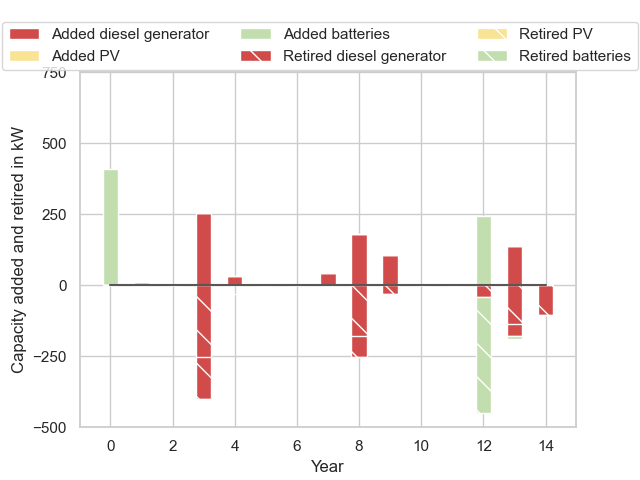 Added diesel generator Added batteries Retired PV
Added PV Retired diesel generator Retired batteries
750
500
250
0
−250
−500
Capacity added and retired in kW
0 2 4 6 8 10 12 14
Year